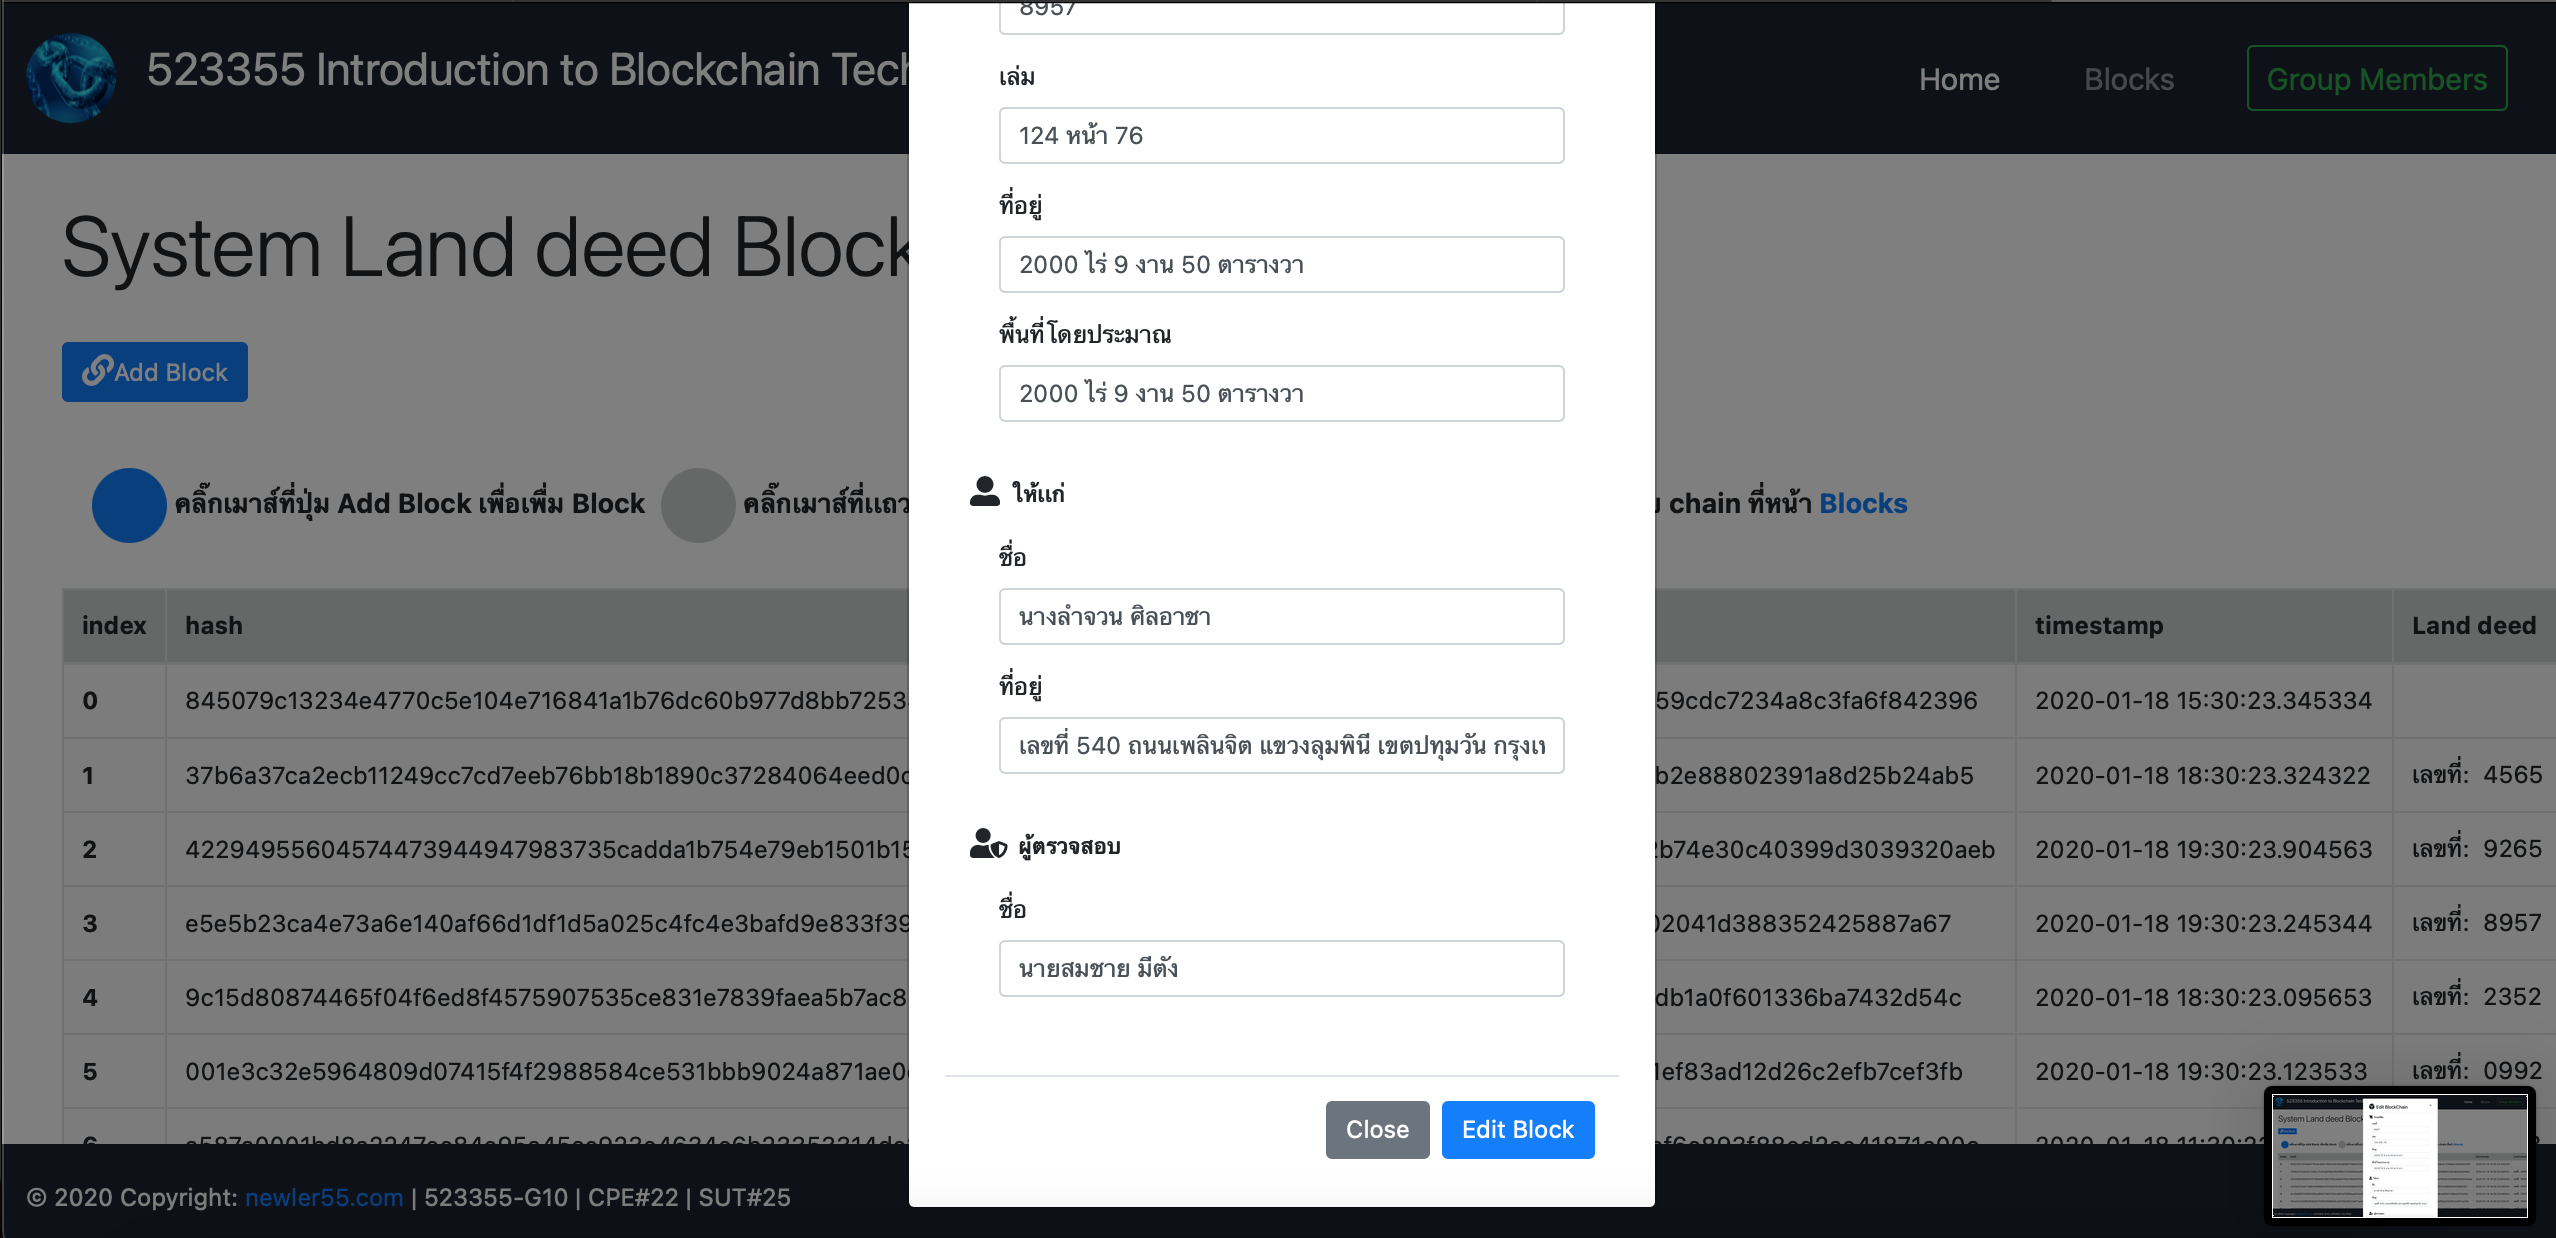 523355 Introduction to Blockchain Tech
Home
Blocks
Group Members
System Land deed Block
Add Block
คลิ๊กเมาส์ที่ปุ่ม Add Block เพื่อเพิ่ม Block
คลิ๊กเมาส์ที่แถว
chain ที่หน้า Blocks
8957
เล่ม
124 หน้า 76
ที่อยู่
2000 ไร่ 9 งาน 50 ตารางวา
พื้นที่โดยประมาณ
2000 ไร่ 9 งาน 50 ตารางวา
ให้แก่
ชื่อ
นางลำจวน ศิลอาชา
ที่อยู่
เลขที่ 540 ถนนเพลินจิต แขวงลุมพินี เขตปทุมวัน กรุงเท
ผู้ตรวจสอบ
ชื่อ
นายสมชาย มีตัง
Close
Edit Block
index hash timestamp Land deed
0 845079c13234e4770c5e104e716841a1b76dc60b977d8bb7253 59cdc7234a8c3fa6f842396 2020-01-18 15:30:23.345334
1 37b6a37ca2ecb11249cc7cd7eeb76bb18b1890c37284064eed0c b2e88802391a8d25b24ab5 2020-01-18 18:30:23.324322 เลขที่: 4565
2 4229495560457447394494798373​5cadda1b754e79eb1501b15 b74e30c40399d3039320aeb 2020-01-18 19:30:23.904563 เลขที่: 9265
3 e5e5b23ca4e73a6e140af66d1df1d5a025c4fc4e3bafd9e833f39 02041d388352425887a67 2020-01-18 19:30:23.245344 เลขที่: 8957
4 9c15d80874465f04f6ed8f4575907535ce831e7839faea5b7ac8 db1a0f601336ba7432d54c 2020-01-18 18:30:23.095653 เลขที่: 2352
5 001e3c32e5964809d07415f4f2988584ce531bbb9024a871ae0 1ef83ad12d26c2efb7cef3fb 2020-01-18 19:30:23.123533 เลขที่: 0992
© 2020 Copyright: newler55.com | 523355-G10 | CPE#22 | SUT#25